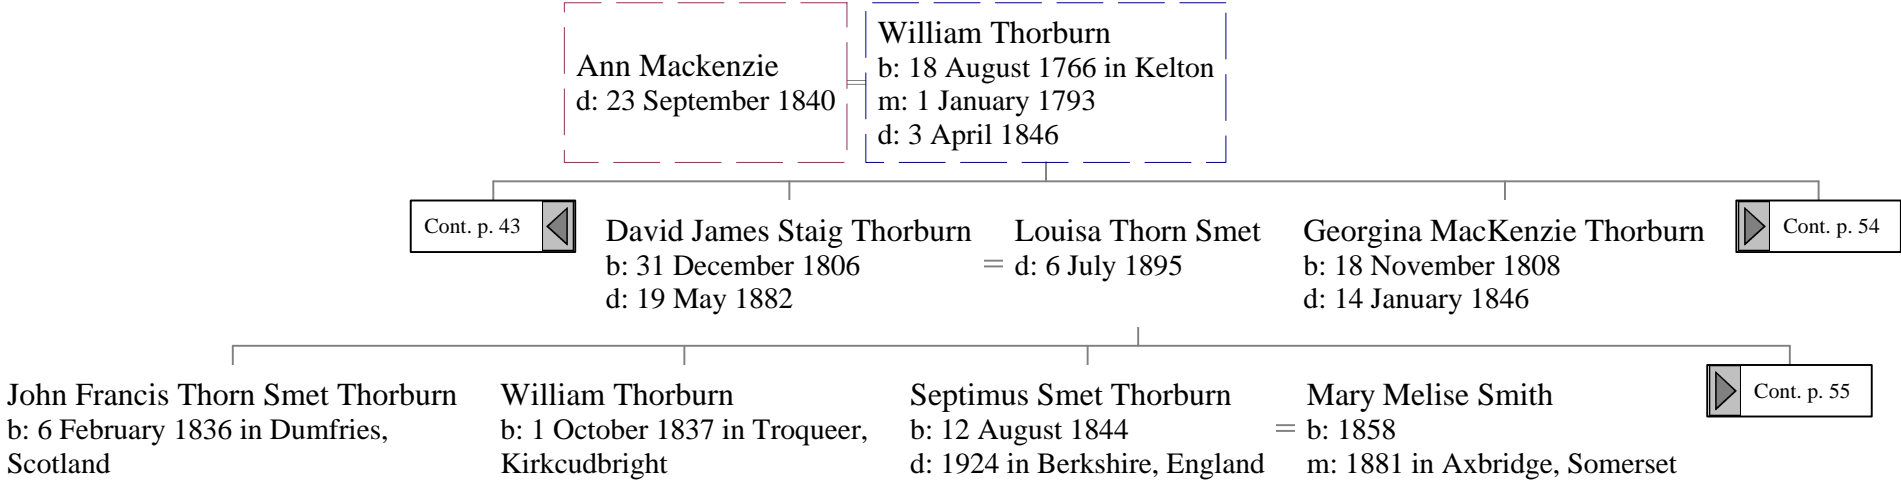 Ann Mackenzie
d: 23 September 1840
=
William Thorburn
b: 18 August 1766 in Kelton
m: 1 January 1793
d: 3 April 1846
Cont. p. 43
David James Staig Thorburn
b: 31 December 1806
d: 19 May 1882
=
Louisa Thorn Smet
d: 6 July 1895
Georgina MacKenzie Thorburn
b: 18 November 1808
d: 14 January 1846
Cont. p. 54
John Francis Thorn Smet Thorburn
b: 6 February 1836 in Dumfries,
Scotland
William Thorburn
b: 1 October 1837 in Troqueer,
Kirkcudbright
Septimus Smet Thorburn
b: 12 August 1844
d: 1924 in Berkshire, England
=
Mary Melise Smith
b: 1858
m: 1881 in Axbridge, Somerset
Cont. p. 55